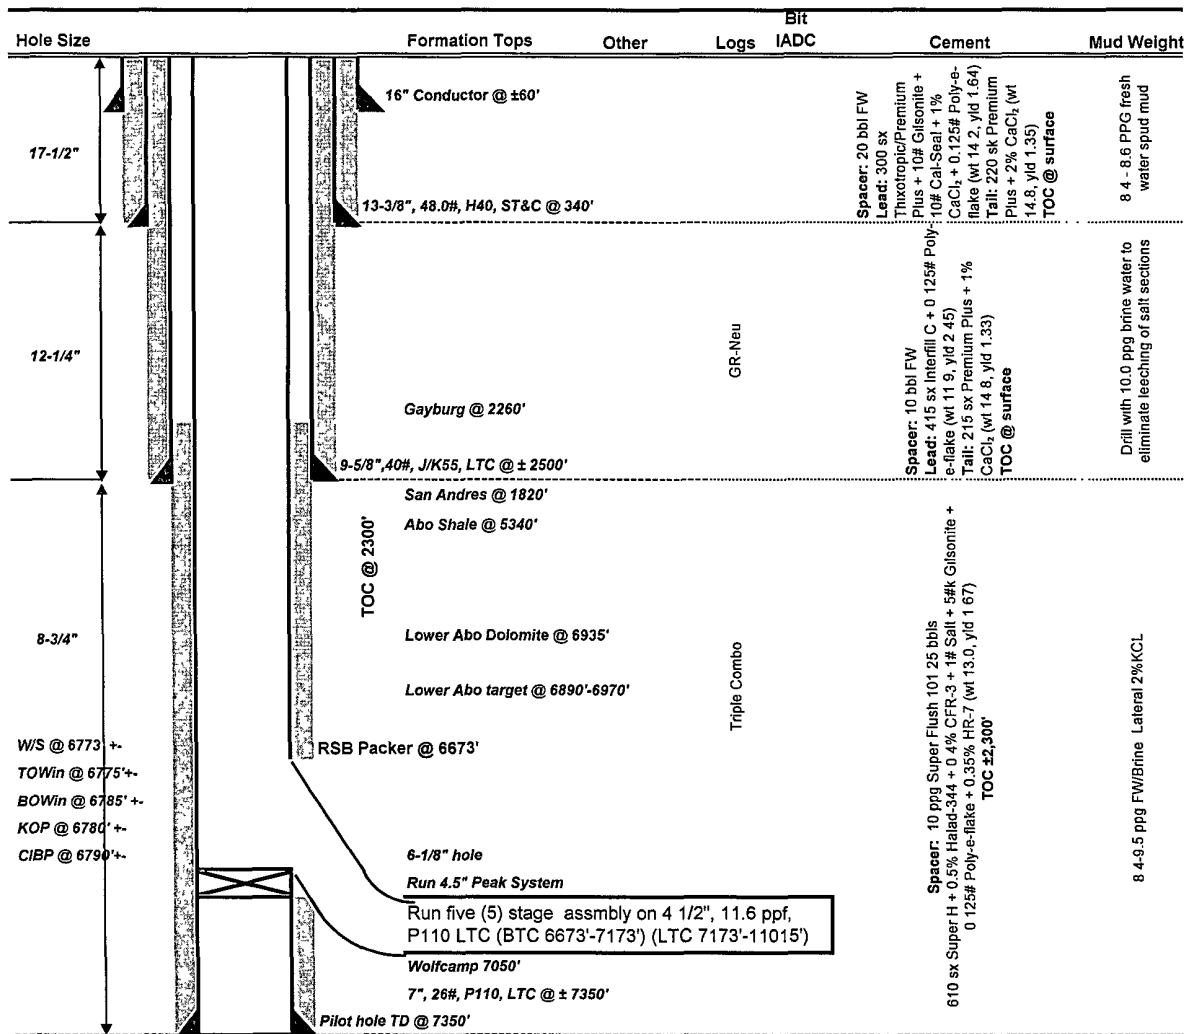 Bit
Hole Size Formation Tops Other Logs IADC Cement Mud Weight
16" Conductor @ ±60'
17-1/2"
13-3/8", 48.0#, H40, ST&C @ 340'
Spacer: 20 bbl FW
Lead: 300 sx
Thixotropic/Premium
Plus + 10# Gilsonite +
10# Cal-Seal + 1%
CaCl₂ + 0.125# Poly-e-
flake (wt 14 2, yld 1.64)
Tail: 220 sk Premium
Plus + 2% CaCl₂ (wt
14.8, yld 1.35)
TOC @ surface
8 4 - 8.6 PPG fresh
water spud mud
12-1/4"
Gayburg @ 2260'
9-5/8",40#, J/K55, LTC @ ± 2500'
GR-Neu
Spacer: 10 bbl FW
Lead: 415 sx Interfill C + 0 125# Poly-
e-flake (wt 11 9, yld 2 45)
Tail: 215 sx Premium Plus + 1%
CaCl₂ (wt 14 8, yld 1.33)
TOC @ surface
Drill with 10.0 ppg brine water to
eliminate leeching of salt sections
San Andres @ 1820'
Abo Shale @ 5340'
TOC @ 2300'
8-3/4"
Lower Abo Dolomite @ 6935'
Lower Abo target @ 6890'-6970'
Triple Combo
W/S @ 6773 +-
RSB Packer @ 6673'
TOWin @ 6775'+-
BOWin @ 6785' +-
KOP @ 6780' +-
CIBP @ 6790'+-
6-1/8" hole
Run 4.5" Peak System
Run five (5) stage assmbly on 4 1/2", 11.6 ppf,
P110 LTC (BTC 6673'-7173') (LTC 7173'-11015')
Wolfcamp 7050'
7", 26#, P110, LTC @ ± 7350'
Pilot hole TD @ 7350'
Spacer: 10 ppg Super Flush 101 25 bbls
610 sx Super H + 0.5% Halad-344 + 0 4% CFR-3 + 1# Salt + 5#k Gilsonite +
0 125# Poly-e-flake + 0.35% HR-7 (wt 13.0, yld 1 67)
TOC ±2,300'
8 4-9.5 ppg FW/Brine Lateral 2%KCL